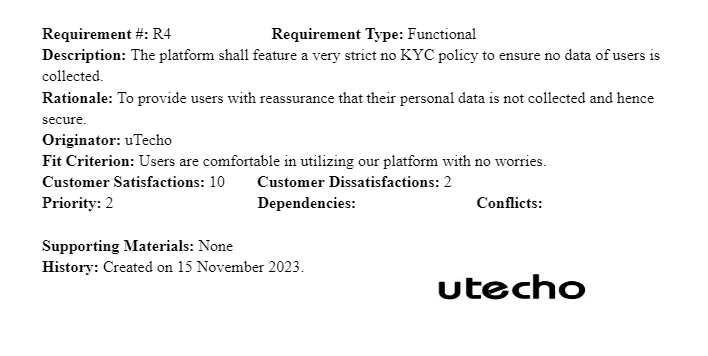 Requirement #: R4 Requirement Type: Functional
Description: The platform shall feature a very strict no KYC policy to ensure no data of users is
collected.
Rationale: To provide users with reassurance that their personal data is not collected and hence
secure.
Originator: uTecho
Fit Criterion: Users are comfortable in utilizing our platform with no worries.
Customer Satisfactions: 10 Customer Dissatisfactions: 2
Priority: 2 Dependencies: Conflicts:
Supporting Materials: None
History: Created on 15 November 2023.
utecho